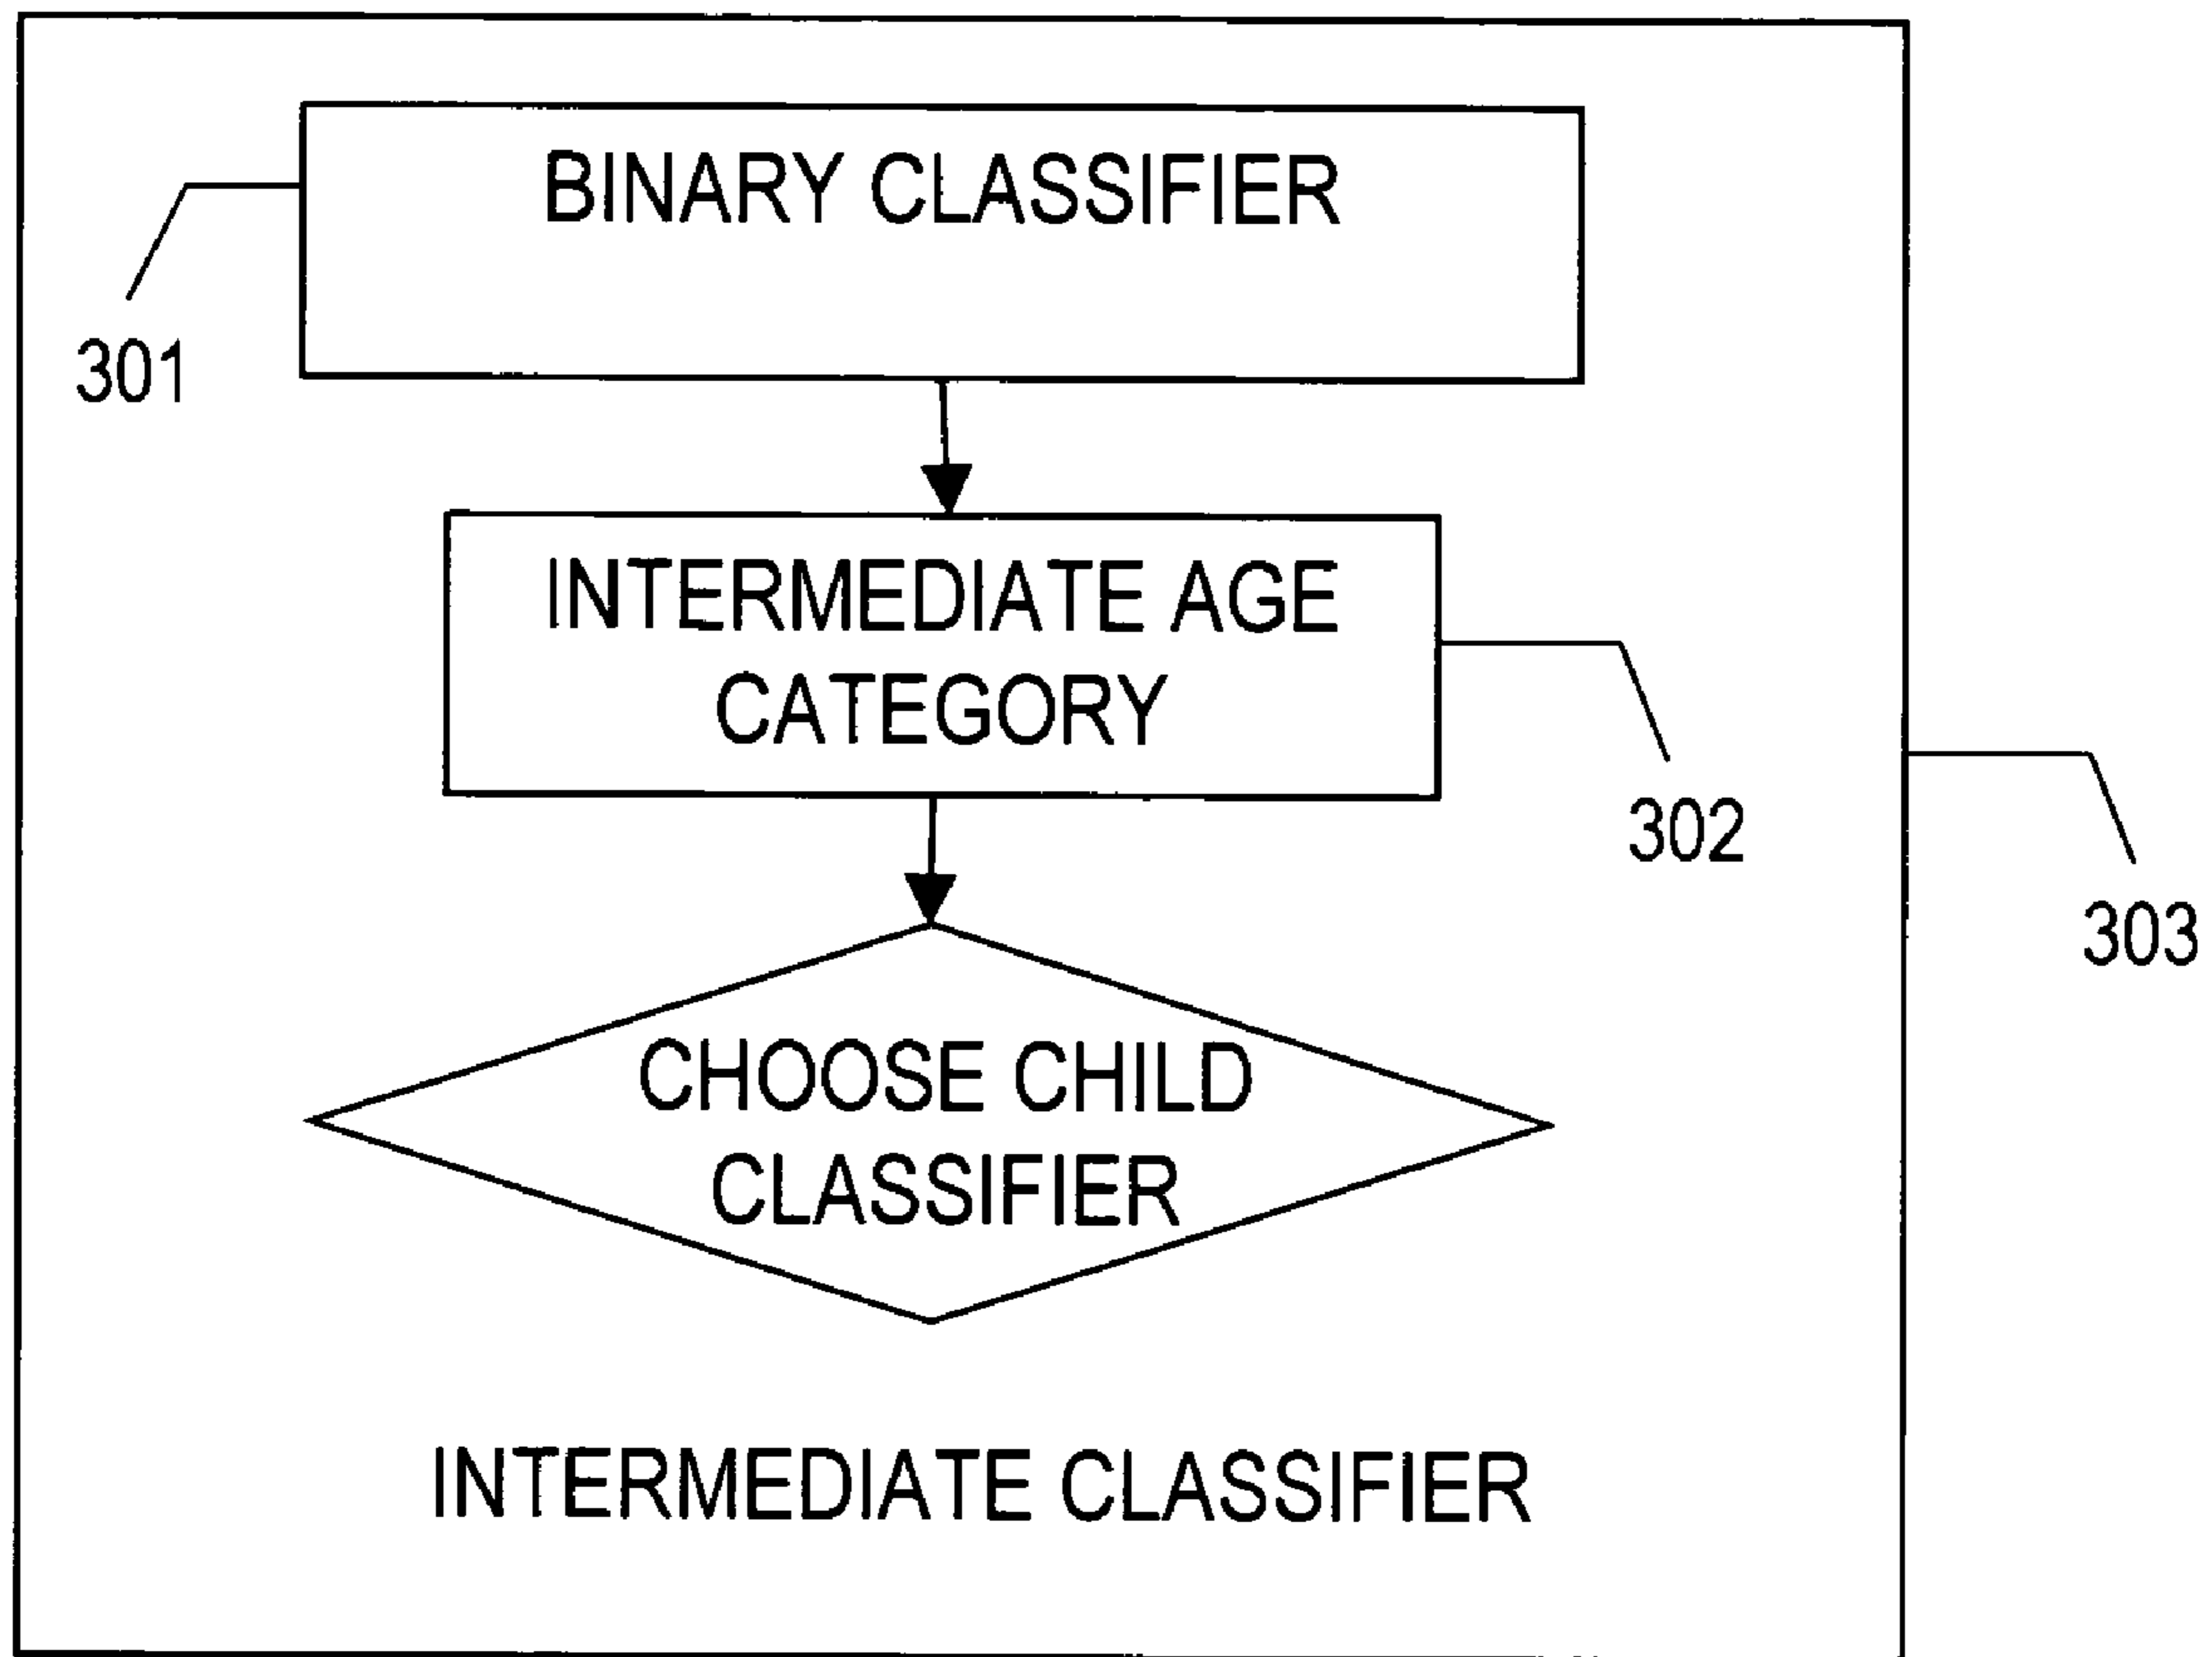 BINARY CLASSIFIER
301
INTERMEDIATE AGE
CATEGORY
302
303
CHOOSE CHILD
CLASSIFIER
INTERMEDIATE CLASSIFIER